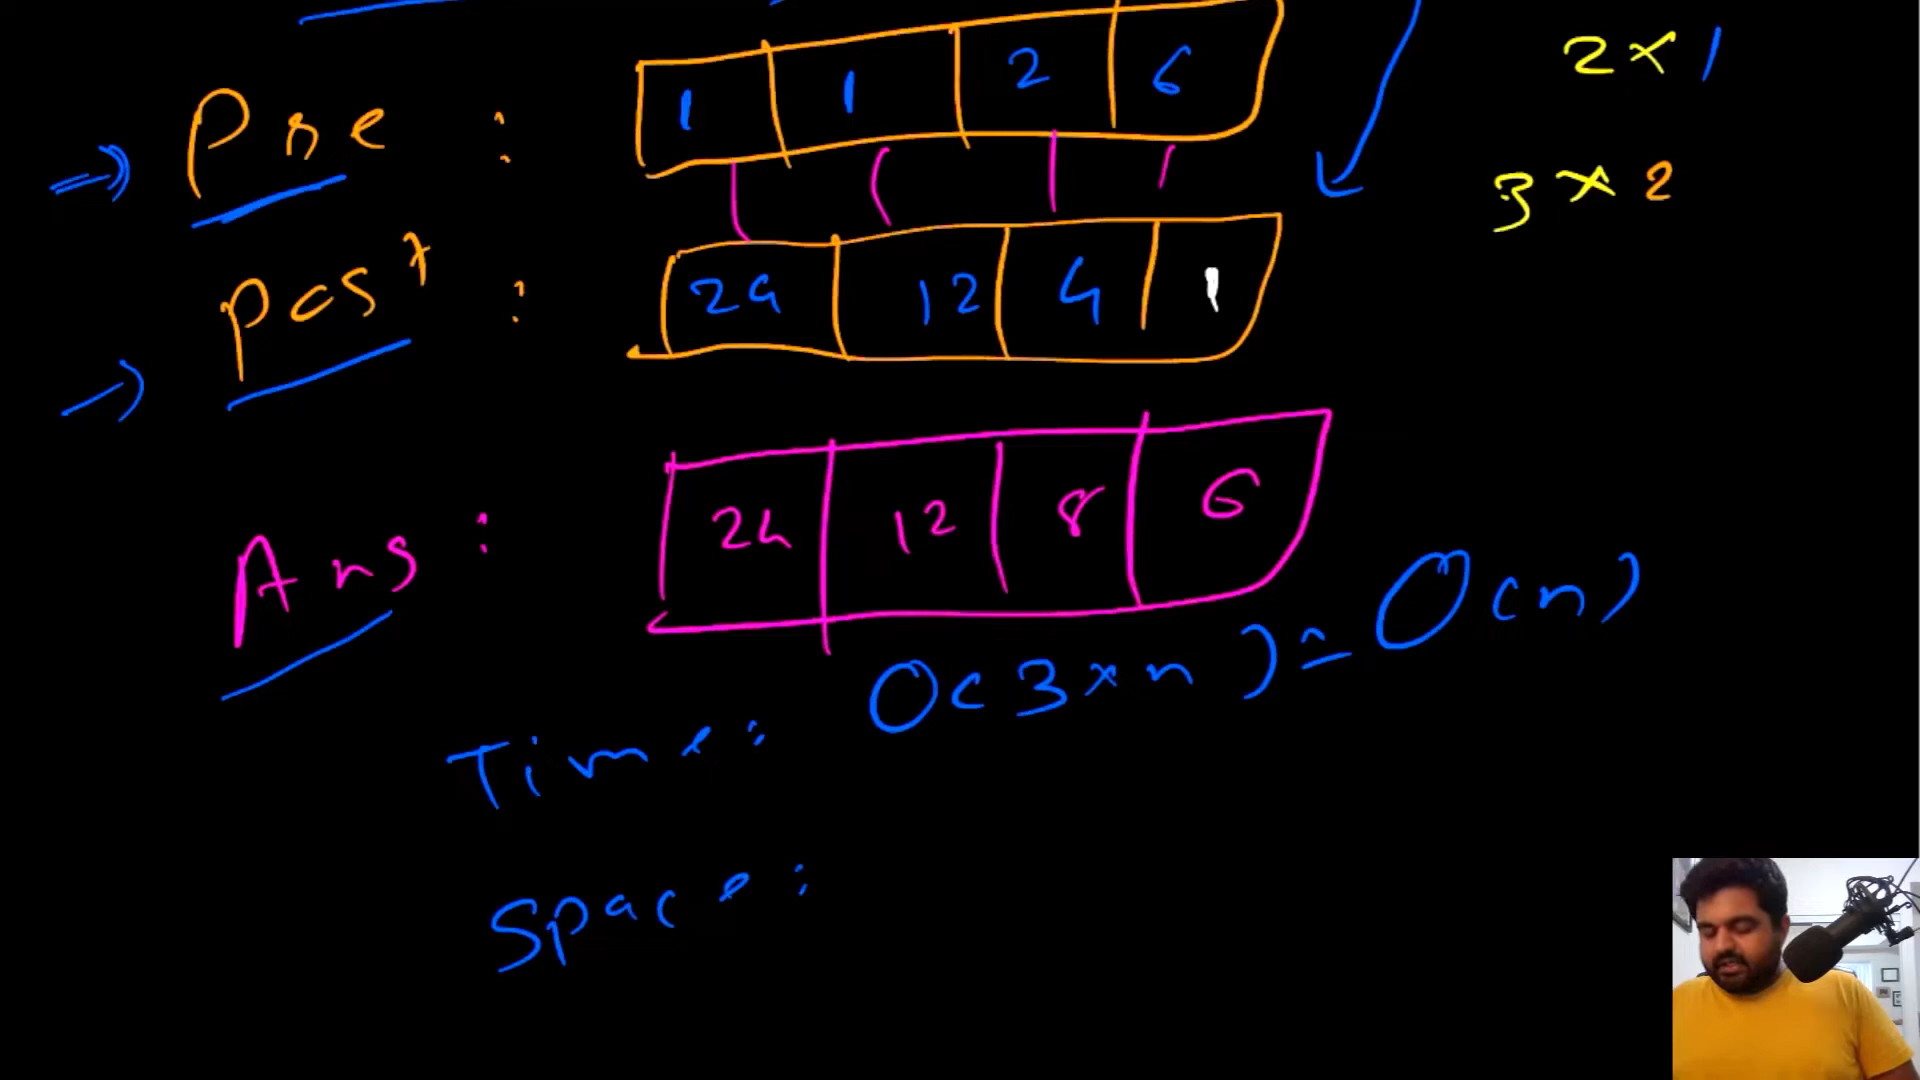 Pre : 1 1 2 6
2 × 1
3 × 2
Post : 24 12 4 1
Ans : 24 12 8 6
Time : O(3×n) = O(n)
Space :